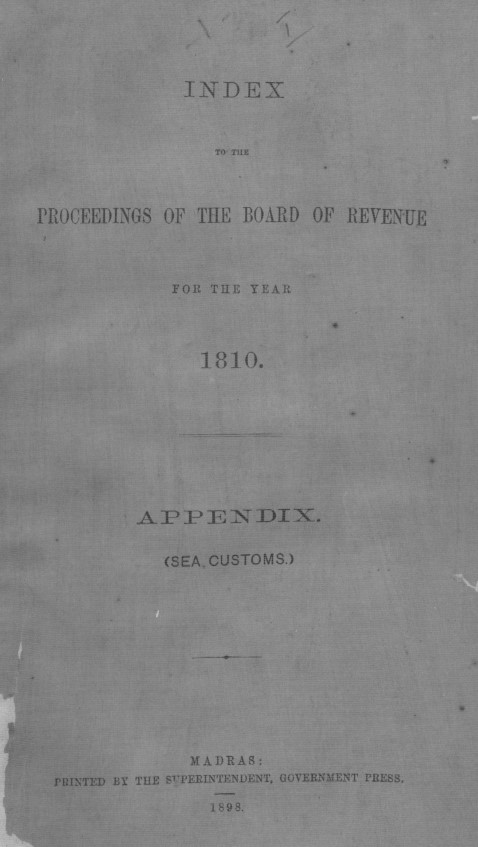 INDEX
TO THE
PROCEEDINGS OF THE BOARD OF REVENUE
FOR THE YEAR
1810.
APPENDIX.
(SEA CUSTOMS.)
MADRAS:
PRINTED BY THE SUPERINTENDENT, GOVERNMENT PRESS.
1898.